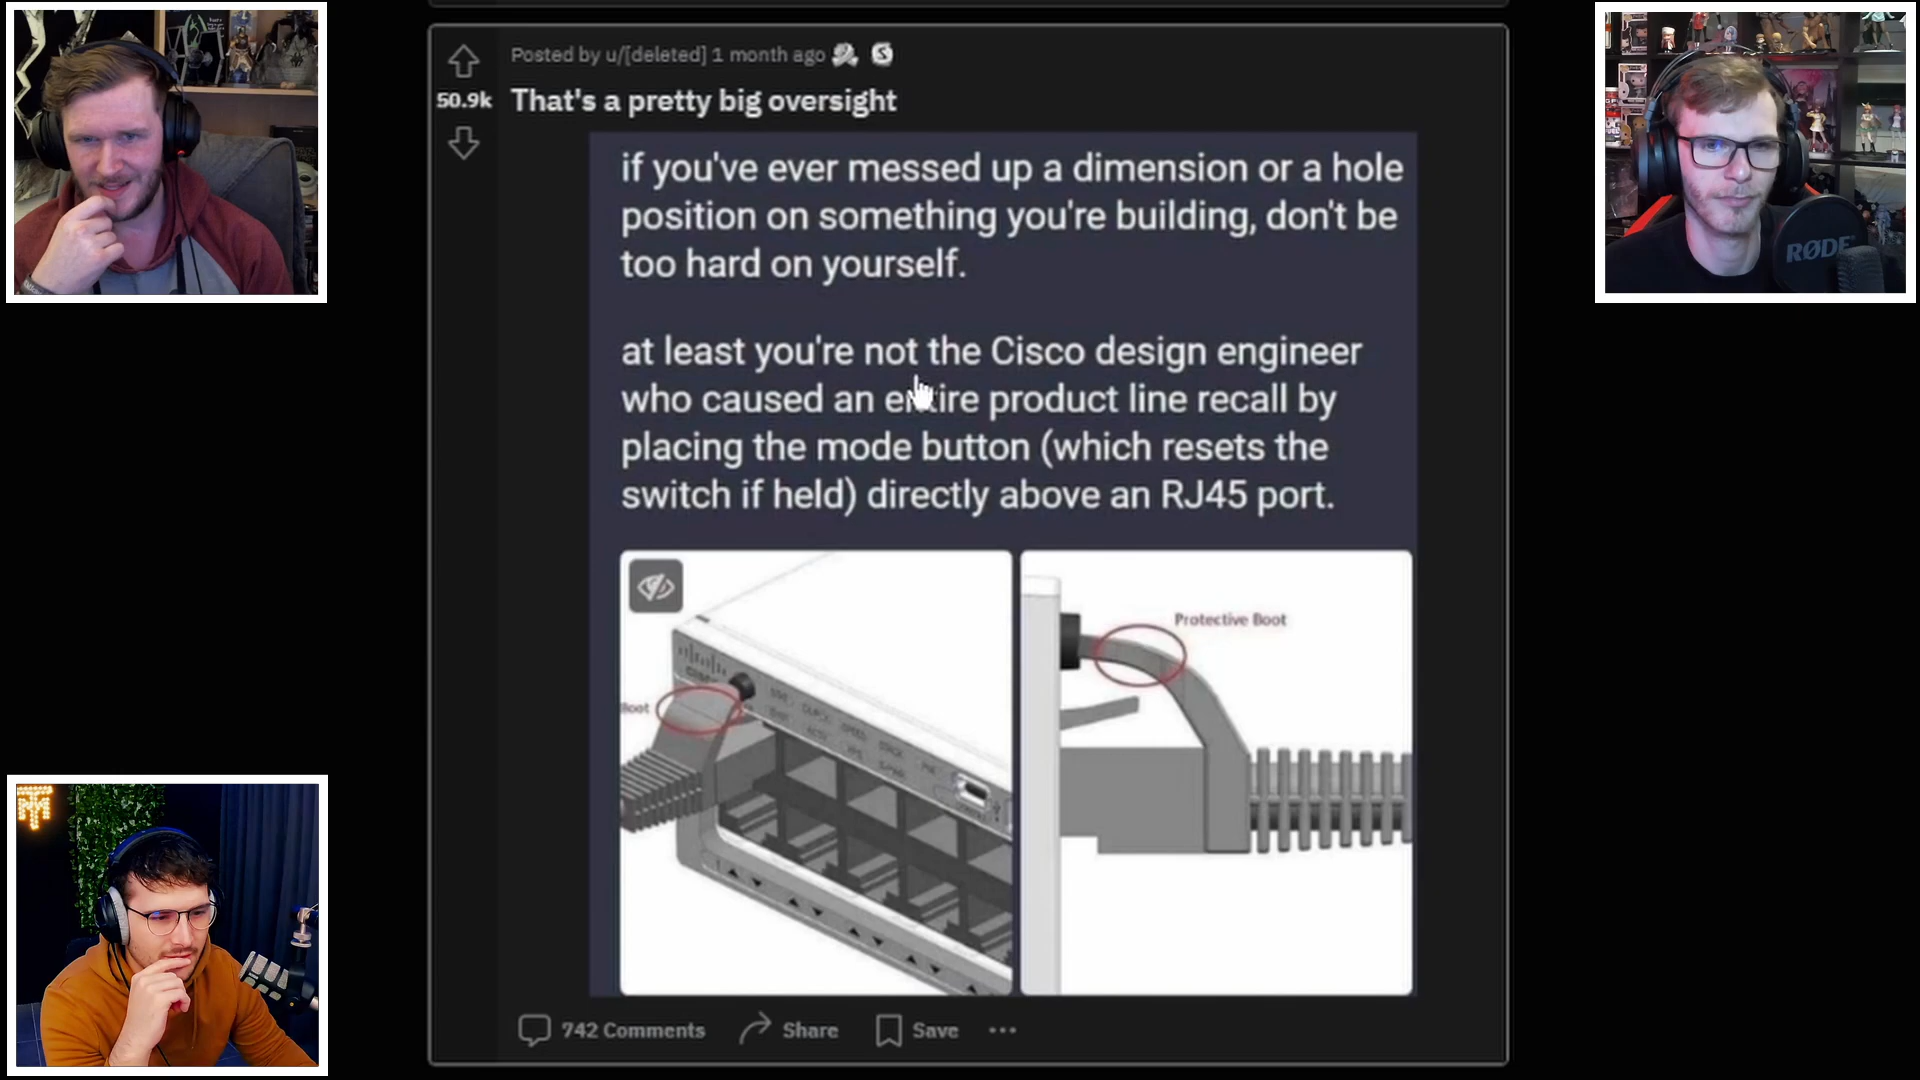 Posted by u/[deleted] 1 month ago
50.9k
That's a pretty big oversight
if you've ever messed up a dimension or a hole
position on something you're building, don't be
too hard on yourself.
at least you're not the Cisco design engineer
who caused an entire product line recall by
placing the mode button (which resets the
switch if held) directly above an RJ45 port.
Boot
Protective Boot
742 Comments
Share
Save
RØDE